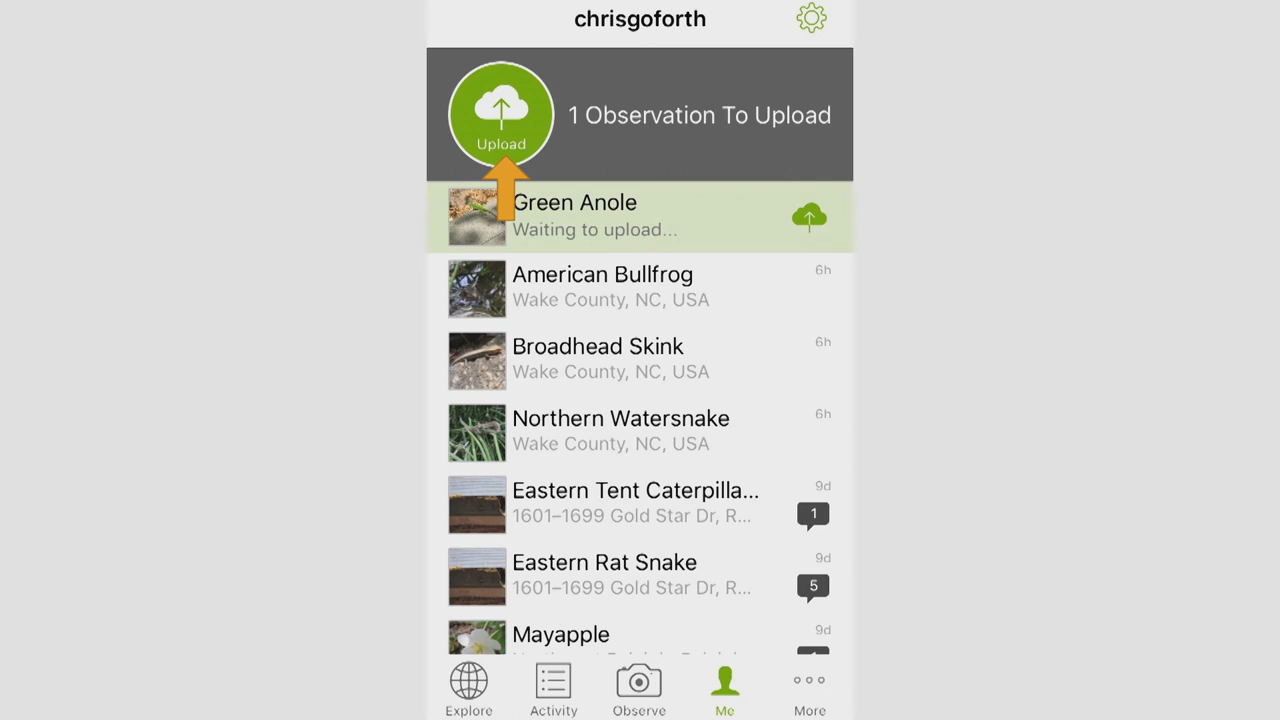 chrisgoforth
Upload
1 Observation To Upload
Green Anole
Waiting to upload...
American Bullfrog
6h
Wake County, NC, USA
Broadhead Skink
6h
Wake County, NC, USA
Northern Watersnake
6h
Wake County, NC, USA
Eastern Tent Caterpilla...
9d
1601–1699 Gold Star Dr, R...
1
Eastern Rat Snake
9d
1601–1699 Gold Star Dr, R...
5
Mayapple
9d
Explore
Activity
Observe
Me
More